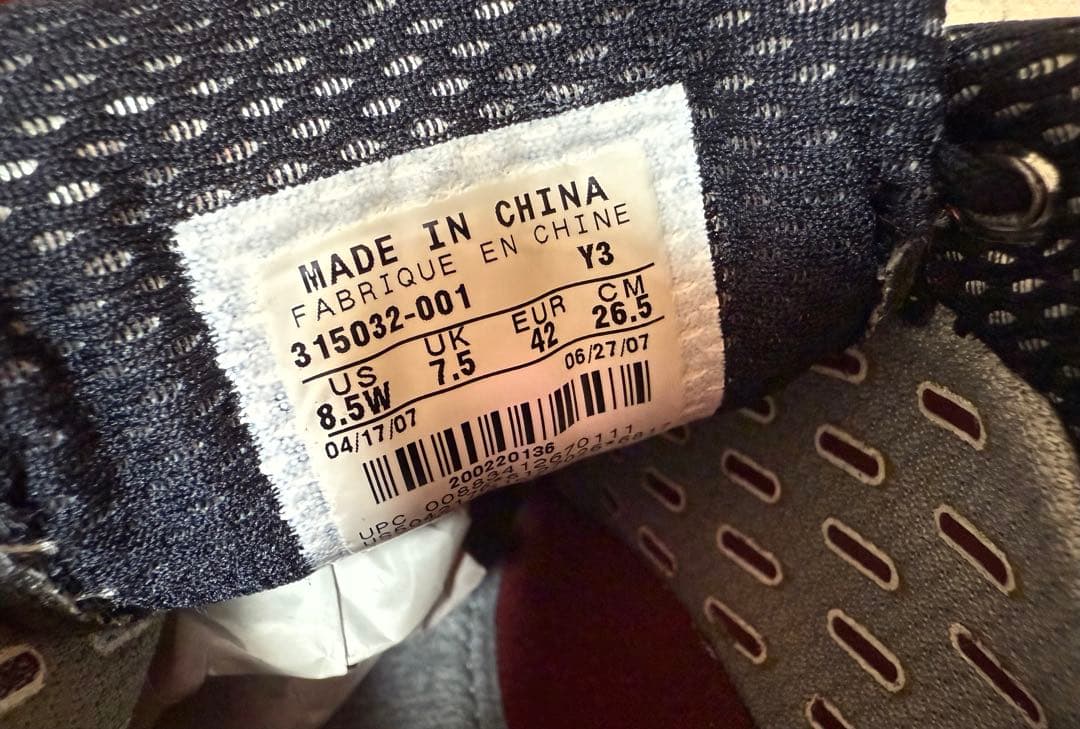 MADE IN CHINA
FABRIQUE EN CHINE
315032-001 Y3
US UK EUR CM
8.5W 7.5 42 26.5
04/17/07 06/27/07
200220136
UPC